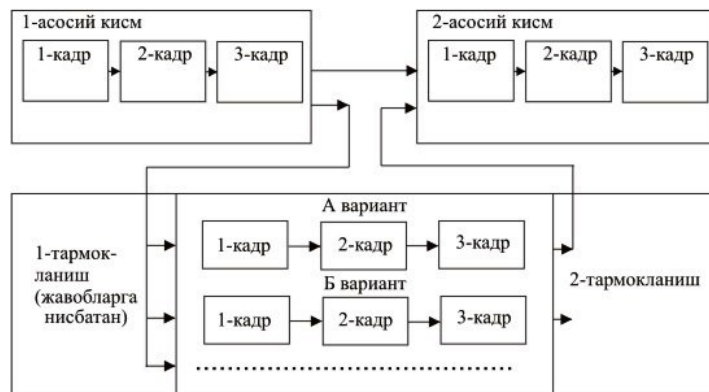 1-асосий кисм
1-кадр
2-кадр
3-кадр
2-асосий кисм
1-кадр
2-кадр
3-кадр
1-тармок-
ланиш
(жавобларга
нисбатан)
А вариант
1-кадр
2-кадр
3-кадр
Б вариант
1-кадр
2-кадр
3-кадр
2-тармокланиш